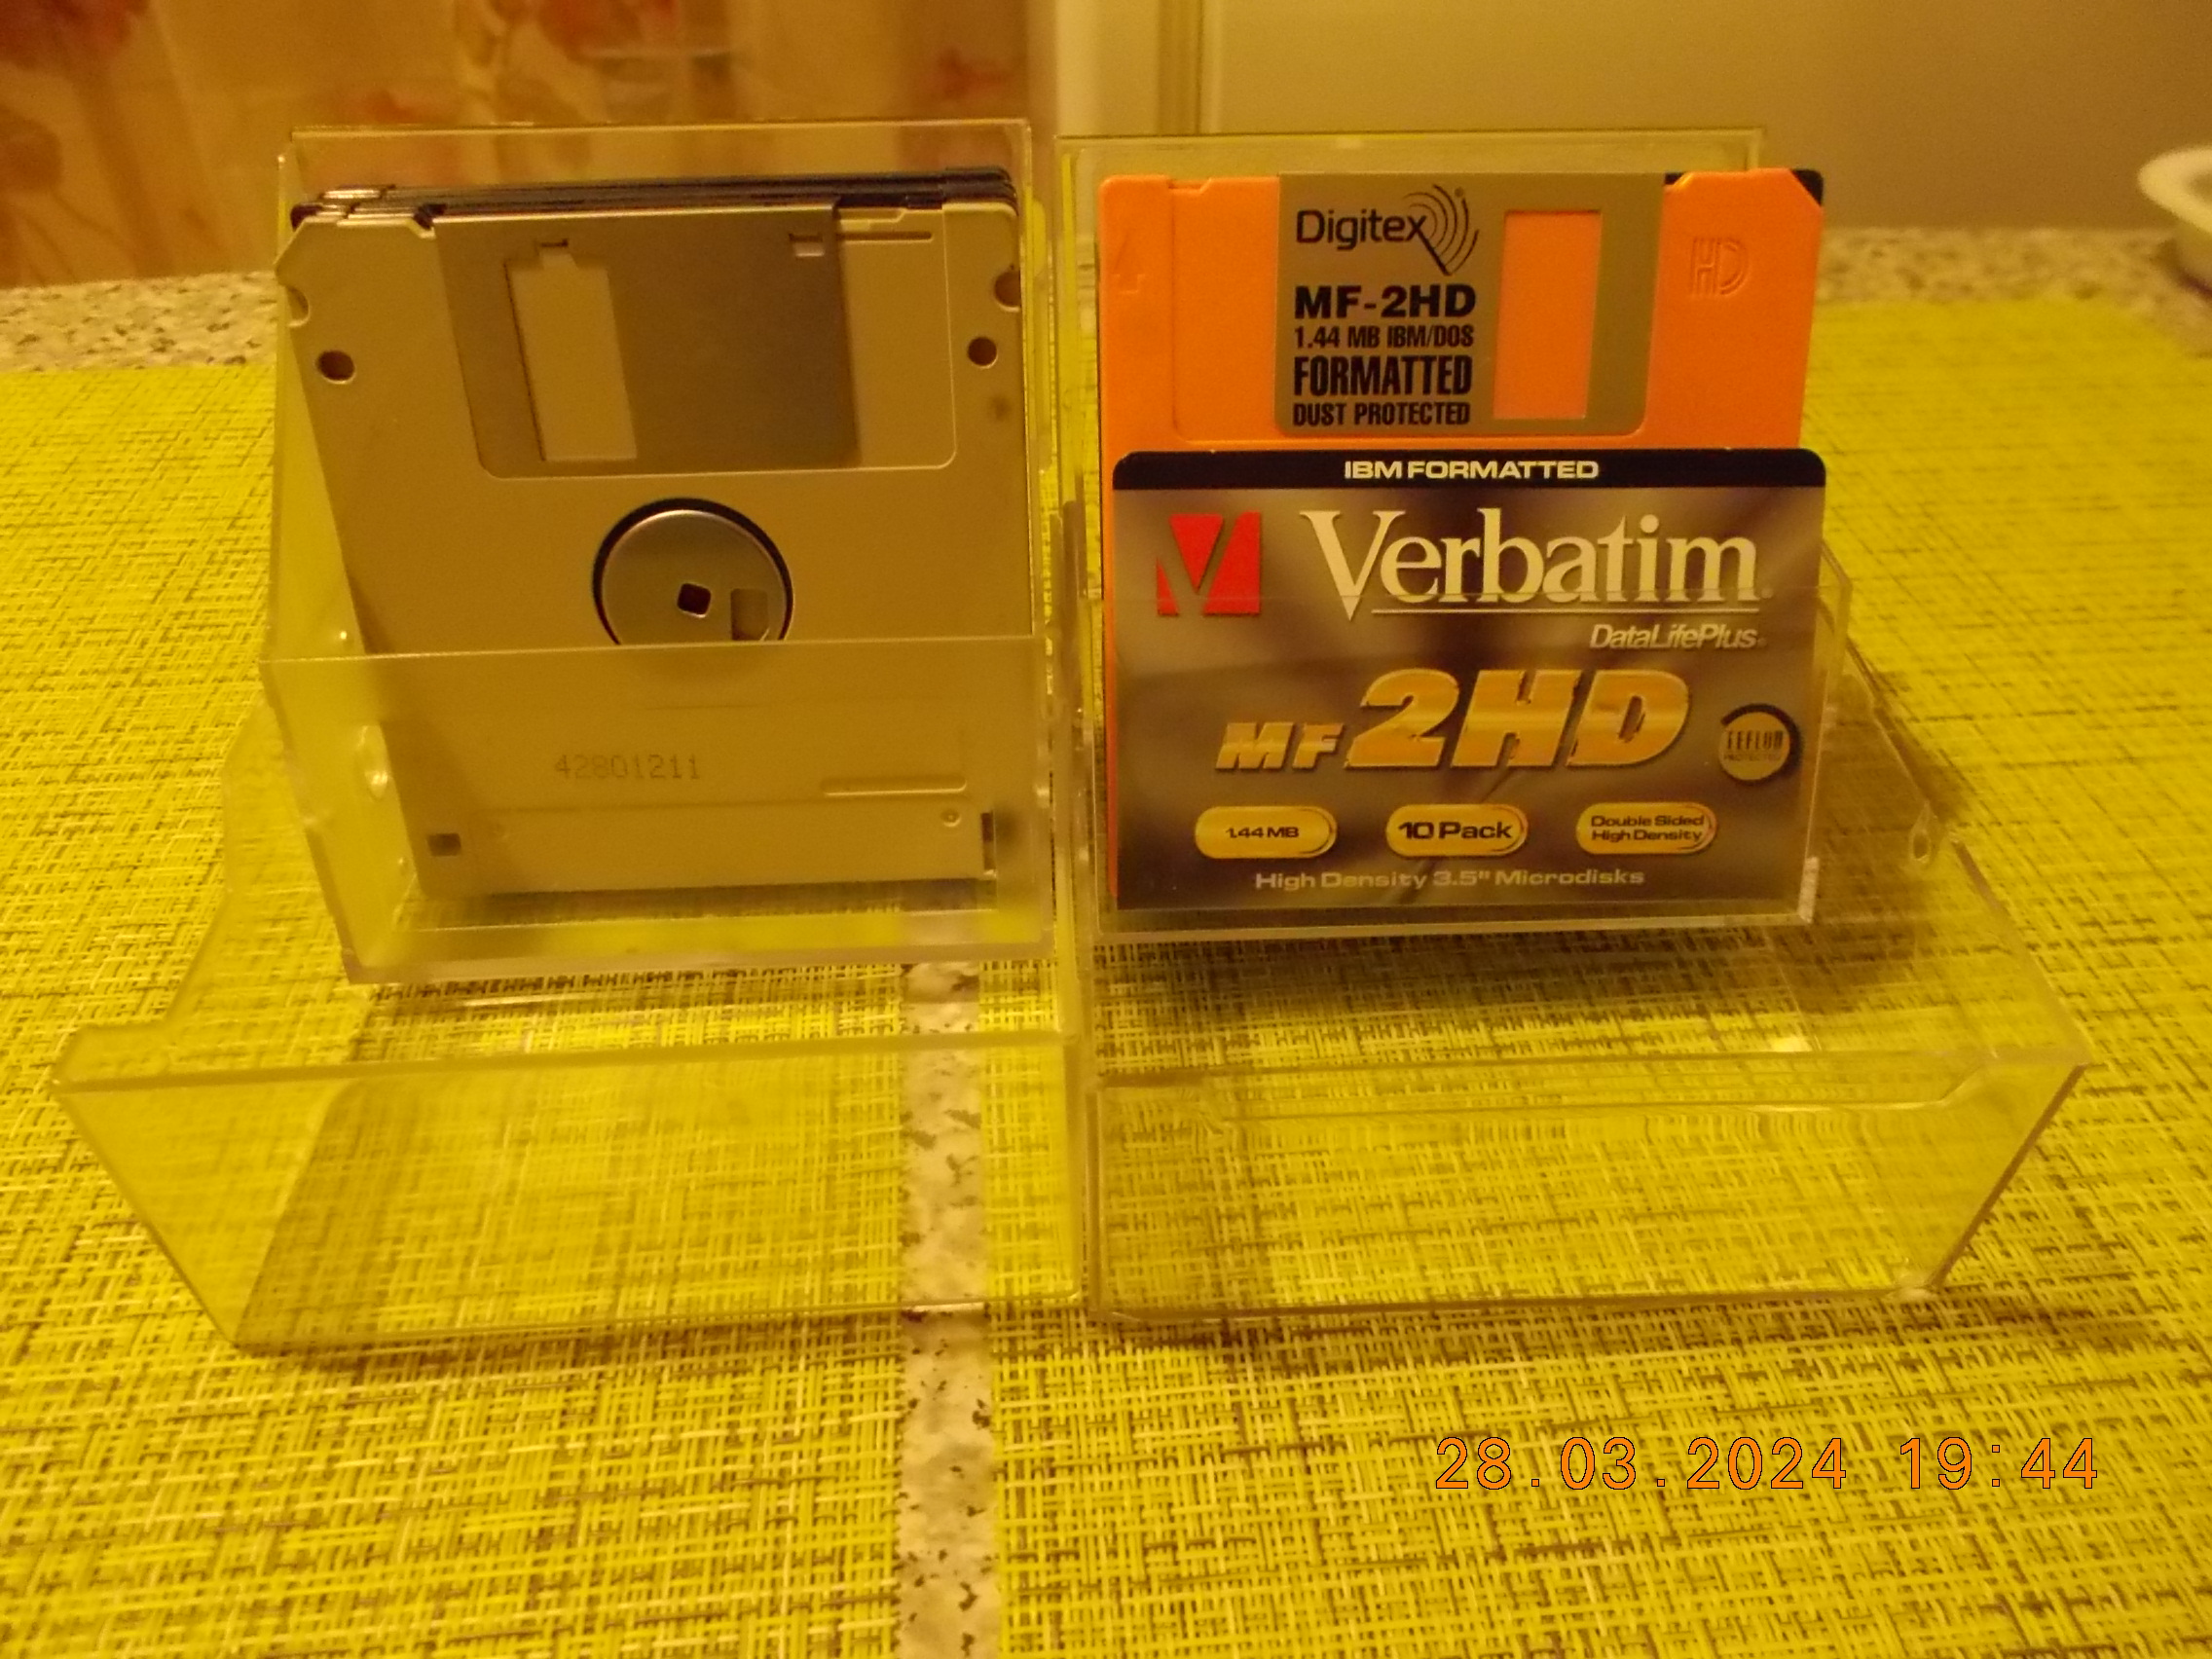 Digitex
MF-2HD
1.44 MB IBM/DOS
FORMATTED
DUST PROTECTED
HD
IBM FORMATTED
V Verbatim
DataLifePlus
MF 2HD
TEFLON
PROTECTED
1.44 MB
10 Pack
Double Sided
High Density
High Density 3.5" Microdisks
42801211
28.03.2024 19:44